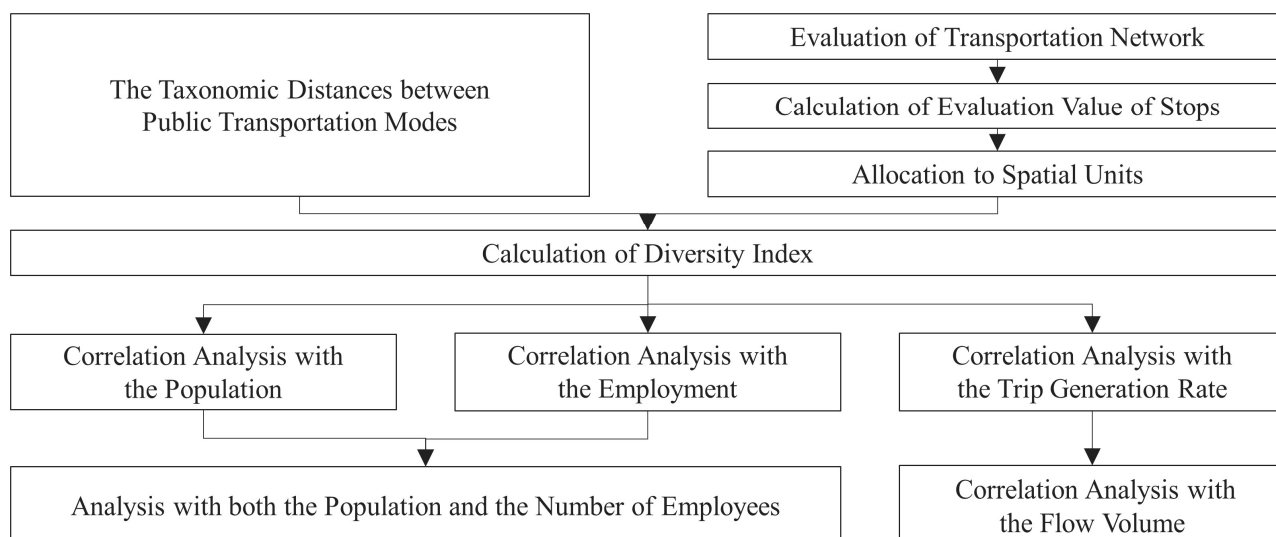 The Taxonomic Distances between
Public Transportation Modes
Evaluation of Transportation Network
Calculation of Evaluation Value of Stops
Allocation to Spatial Units
Calculation of Diversity Index
Correlation Analysis with
the Population
Correlation Analysis with
the Employment
Correlation Analysis with
the Trip Generation Rate
Analysis with both the Population and the Number of Employees
Correlation Analysis with
the Flow Volume